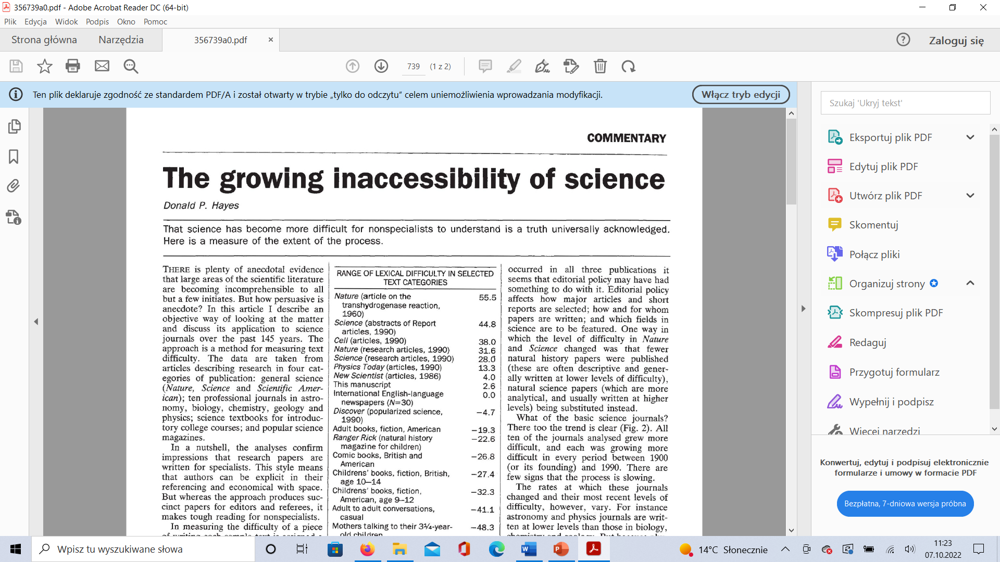 356739a0.pdf - Adobe Acrobat Reader DC (64-bit)
Plik Edycja Widok Podpis Okno Pomoc
Strona główna Narzędzia 356739a0.pdf × Zaloguj się
739 (1 z 2)
Ten plik deklaruje zgodność ze standardem PDF/A i został otwarty w trybie „tylko do odczytu” celem uniemożliwienia wprowadzania modyfikacji. Włącz tryb edycji
COMMENTARY
The growing inaccessibility of science
Donald P. Hayes
That science has become more difficult for nonspecialists to understand is a truth universally acknowledged.
Here is a measure of the extent of the process.
THERE is plenty of anecdotal evidence
that large areas of the scientific literature
are becoming incomprehensible to all
but a few initiates. But how persuasive is
anecdote? In this article I describe an
objective way of looking at the matter
and discuss its application to science
journals over the past 145 years. The
approach is a method for measuring text
difficulty. The data are taken from
articles describing research in four cat-
egories of publication: general science
(Nature, Science and Scientific Amer-
ican); ten professional journals in astro-
nomy, biology, chemistry, geology and
physics; science textbooks for introduc-
tory college courses; and popular science
magazines.
In a nutshell, the analyses confirm
impressions that research papers are
written for specialists. This style means
that authors can be explicit in their
referencing and economical with space.
But whereas the approach produces suc-
cinct papers for editors and referees, it
makes tough reading for nonspecialists.
In measuring the difficulty of a piece
RANGE OF LEXICAL DIFFICULTY IN SELECTED
TEXT CATEGORIES
Nature (article on the 55.5
transhydrogenase reaction,
1960)
Science (abstracts of Report 44.8
articles, 1990)
Cell (articles, 1990) 38.0
Nature (research articles, 1990) 31.6
Science (research articles, 1990) 28.0
Physics Today (articles, 1990) 13.3
New Scientist (articles, 1986) 4.0
This manuscript 2.6
International English-language 0.0
newspapers (N=30)
Discover (popularized science, −4.7
1990)
Adult books, fiction, American −19.3
Ranger Rick (natural history −22.6
magazine for children)
Comic books, British and −26.8
American
Childrens' books, fiction, British, −27.4
age 10–14
Childrens' books, fiction, −32.3
American, age 9–12
Adult to adult conversations, −41.1
casual
Mothers talking to their 3¼-year- −48.3
old children
occurred in all three publications it
seems that editorial policy may have had
something to do with it. Editorial policy
affects how major articles and short
reports are selected; how and for whom
papers are written; and which fields in
science are to be featured. One way in
which the level of difficulty in Nature
and Science changed was that fewer
natural history papers were published
(these are often descriptive and gener-
ally written at lower levels of difficulty),
natural science papers (which are more
analytical, and usually written at higher
levels) being substituted instead.
What of the basic science journals?
There too the trend is clear (Fig. 2). All
ten of the journals analysed grew more
difficult, and each was growing more
difficult in every period between 1900
(or its founding) and 1990. There are
few signs that the process is slowing.
The rates at which these journals
changed and their most recent levels of
difficulty, however, vary. For instance
astronomy and physics journals are writ-
ten at lower levels than those in biology,
Szukaj 'Ukryj tekst'
Eksportuj plik PDF
Edytuj plik PDF
Utwórz plik PDF
Skomentuj
Połącz pliki
Organizuj strony
Skompresuj plik PDF
Redaguj
Przygotuj formularz
Wypełnij i podpisz
Więcej narzędzi
Konwertuj, edytuj i podpisuj elektronicznie
formularze i umowy w formacie PDF
Bezpłatna, 7-dniowa wersja próbna
Wpisz tu wyszukiwane słowa
14°C Słonecznie
11:23
07.10.2022